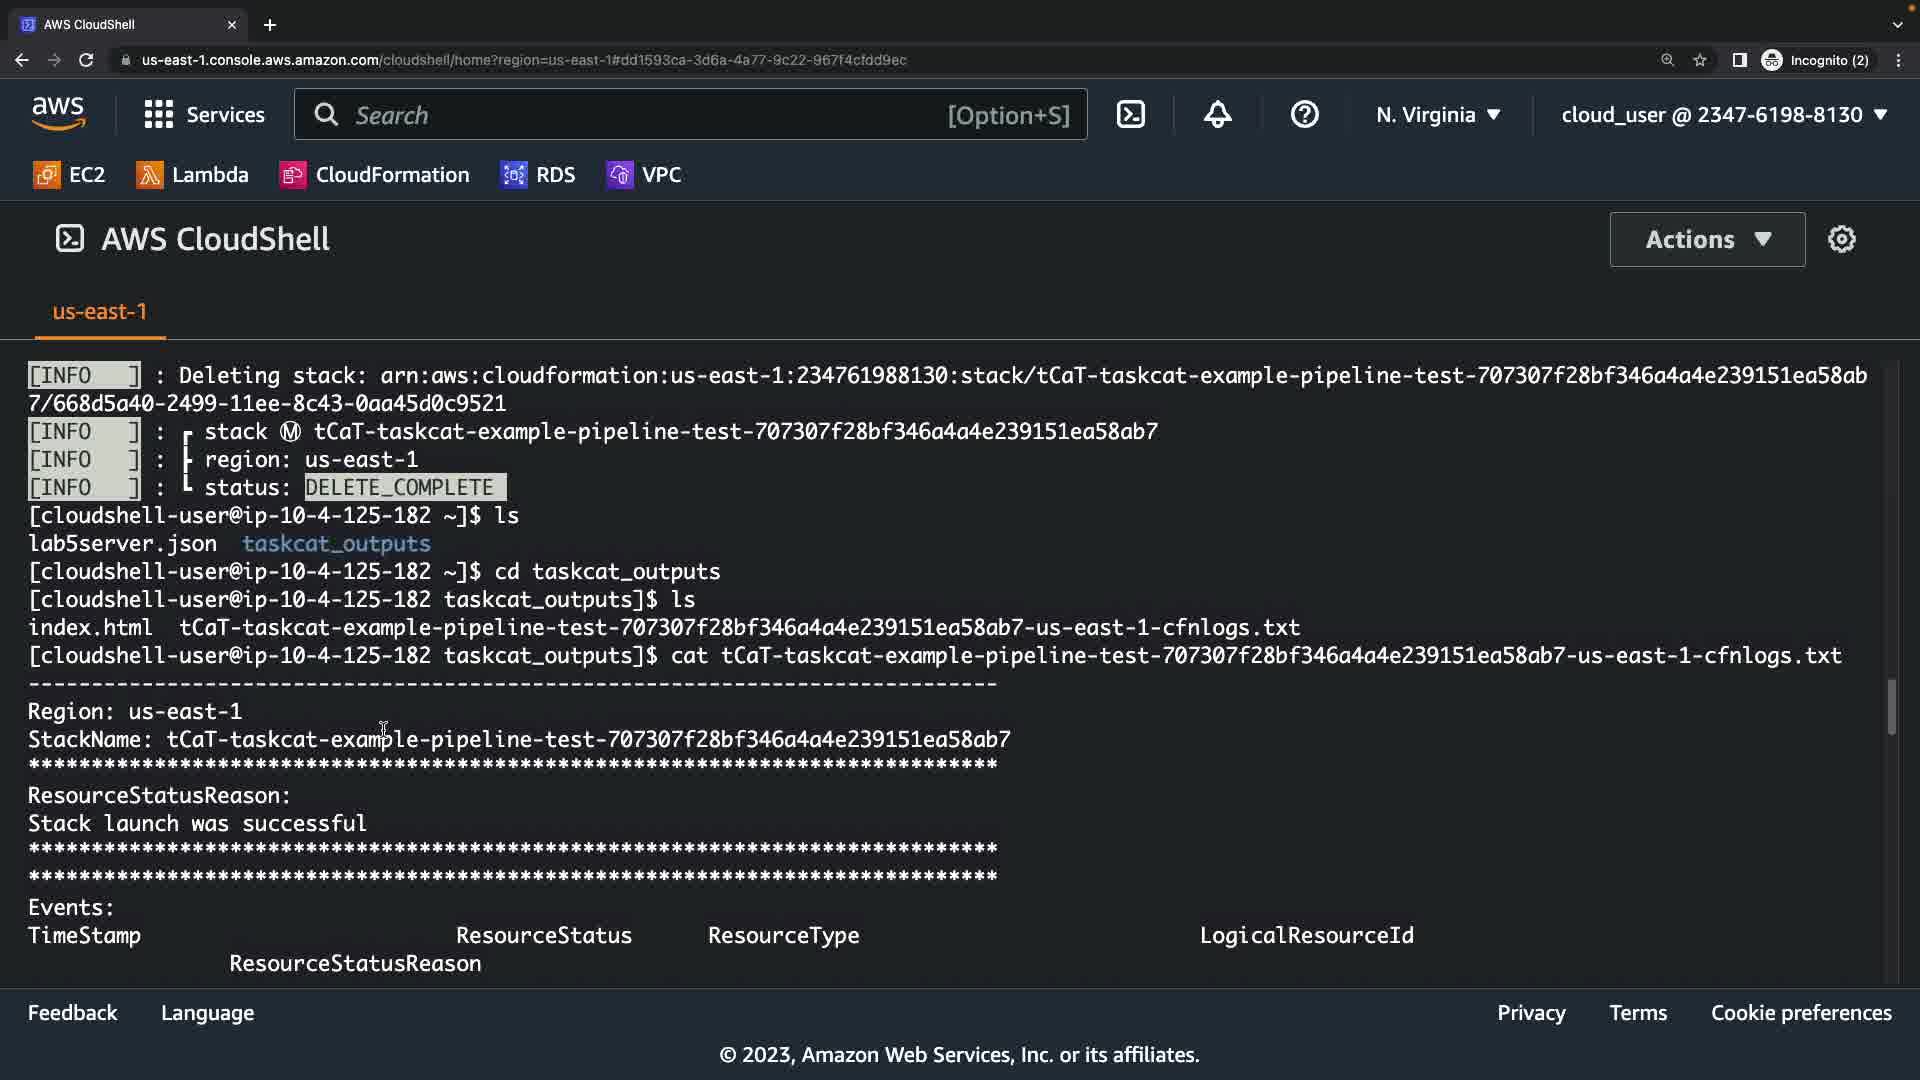 AWS CloudShell
us-east-1.console.aws.amazon.com/cloudshell/home?region=us-east-1#dd1593ca-3d6a-4a77-9c22-967f4cfdd9ec
Incognito (2)
aws
Services
Search
[Option+S]
N. Virginia
cloud_user @ 2347-6198-8130
EC2
Lambda
CloudFormation
RDS
VPC
AWS CloudShell
Actions
us-east-1
[INFO   ] : Deleting stack: arn:aws:cloudformation:us-east-1:234761988130:stack/tCaT-taskcat-example-pipeline-test-707307f28bf346a4a4e239151ea58ab
7/668d5a40-2499-11ee-8c43-0aa45d0c9521
[INFO   ] : ┏ stack Ⓜ tCaT-taskcat-example-pipeline-test-707307f28bf346a4a4e239151ea58ab7
[INFO   ] : ┣ region: us-east-1
[INFO   ] : ┗ status: DELETE_COMPLETE
[cloudshell-user@ip-10-4-125-182 ~]$ ls
lab5server.json  taskcat_outputs
[cloudshell-user@ip-10-4-125-182 ~]$ cd taskcat_outputs
[cloudshell-user@ip-10-4-125-182 taskcat_outputs]$ ls
index.html  tCaT-taskcat-example-pipeline-test-707307f28bf346a4a4e239151ea58ab7-us-east-1-cfnlogs.txt
[cloudshell-user@ip-10-4-125-182 taskcat_outputs]$ cat tCaT-taskcat-example-pipeline-test-707307f28bf346a4a4e239151ea58ab7-us-east-1-cfnlogs.txt
-----------------------------------------------------------------------------
Region: us-east-1
StackName: tCaT-taskcat-example-pipeline-test-707307f28bf346a4a4e239151ea58ab7
*****************************************************************************
ResourceStatusReason:
Stack launch was successful
*****************************************************************************
*****************************************************************************
Events:
TimeStamp                         ResourceStatus      ResourceType                           LogicalResourceId
ResourceStatusReason
Feedback
Language
Privacy
Terms
Cookie preferences
© 2023, Amazon Web Services, Inc. or its affiliates.